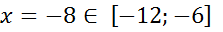 x = −8 ∈ [−12; −6]